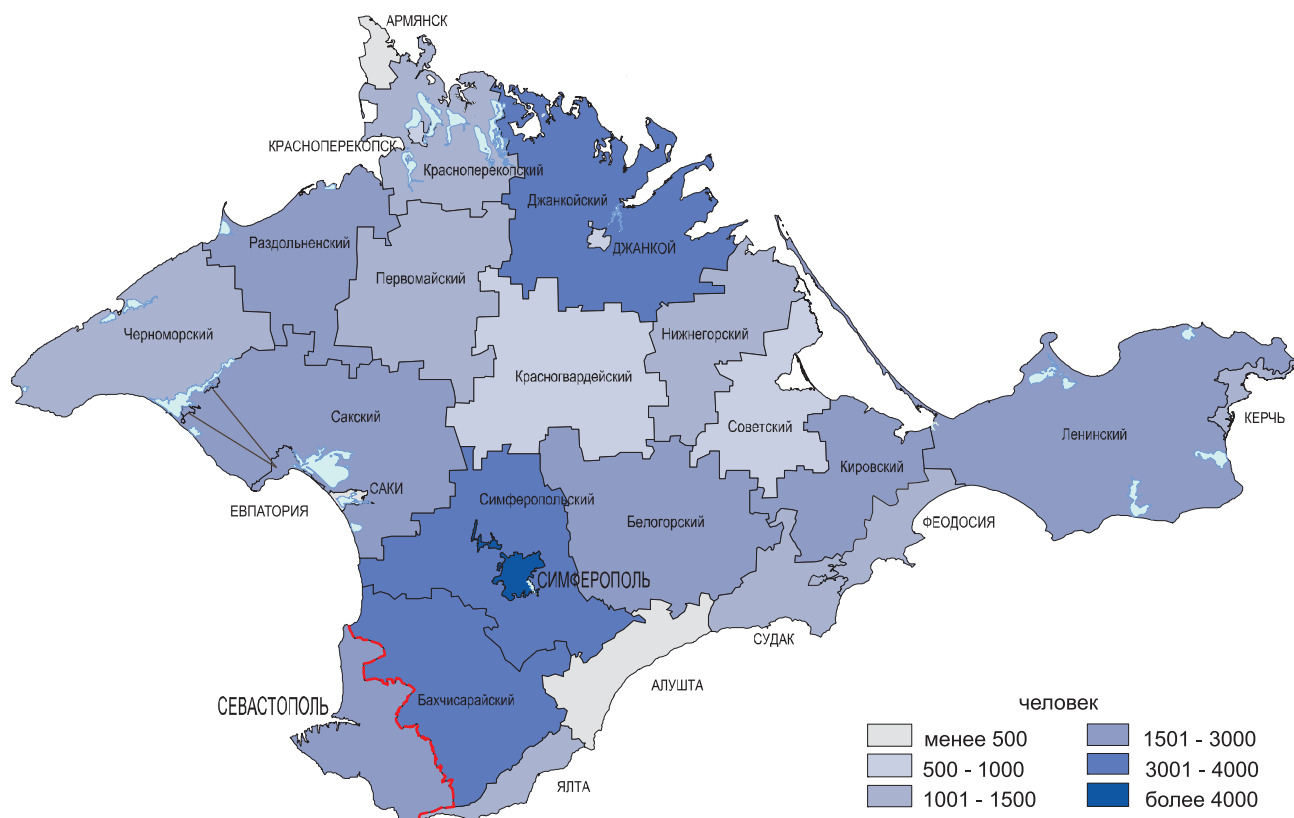 АРМЯНСК
КРАСНОПЕРЕКОПСК
Красноперекопский
Джанкойский
Раздольненский
ДЖАНКОЙ
Первомайский
Черноморский
Нижнегорский
Красногвардейский
Сакский
Советский
Ленинский
КЕРЧЬ
Кировский
САКИ
Симферопольский
ЕВПАТОРИЯ
Белогорский
ФЕОДОСИЯ
СИМФЕРОПОЛЬ
СУДАК
АЛУШТА
Бахчисарайский
СЕВАСТОПОЛЬ
ЯЛТА
человек
менее 500
500 - 1000
1001 - 1500
1501 - 3000
3001 - 4000
более 4000